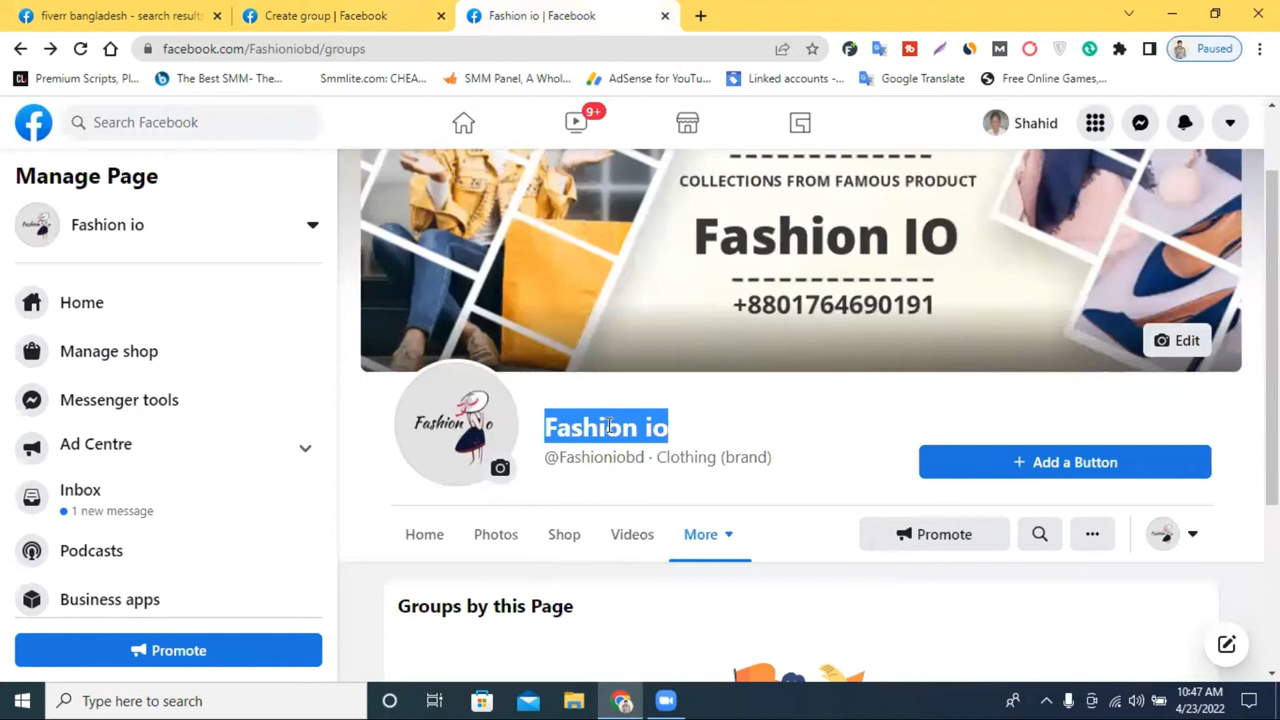 fiverr bangladesh - search results
Create group | Facebook
Fashion io | Facebook
facebook.com/Fashioniobd/groups
Paused
Premium Scripts, Pl...
The Best SMM- The...
Smmlite.com: CHEA...
SMM Panel, A Whol...
AdSense for YouTu...
Linked accounts -...
Google Translate
Free Online Games,...
Search Facebook
9+
Shahid
Manage Page
Fashion io
Home
Manage shop
Messenger tools
Ad Centre
Inbox
1 new message
Podcasts
Business apps
Promote
COLLECTIONS FROM FAMOUS PRODUCT
Fashion IO
+8801764690191
Edit
Fashion io
Fashion io
@Fashioniobd · Clothing (brand)
+ Add a Button
Home
Photos
Shop
Videos
More
Promote
Groups by this Page
Type here to search
10:47 AM
4/23/2022